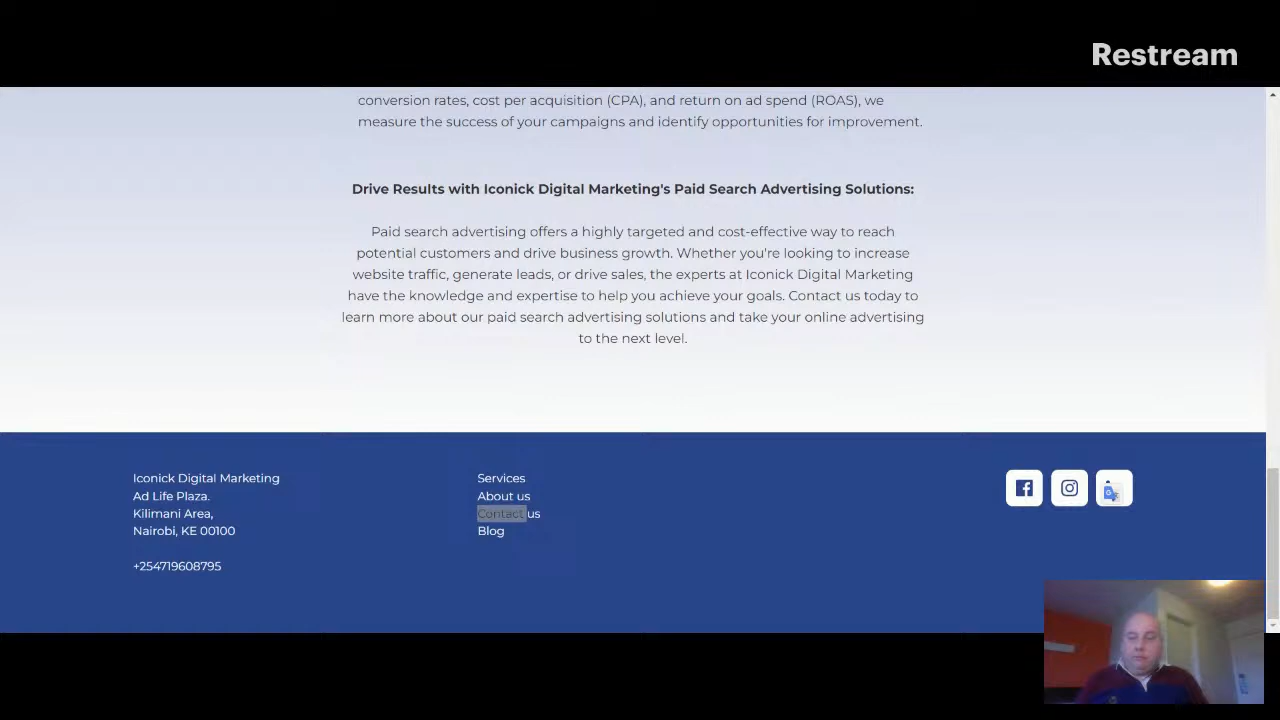 Restream
conversion rates, cost per acquisition (CPA), and return on ad spend (ROAS), we
measure the success of your campaigns and identify opportunities for improvement.
Drive Results with Iconick Digital Marketing's Paid Search Advertising Solutions:
Paid search advertising offers a highly targeted and cost-effective way to reach
potential customers and drive business growth. Whether you're looking to increase
website traffic, generate leads, or drive sales, the experts at Iconick Digital Marketing
have the knowledge and expertise to help you achieve your goals. Contact us today to
learn more about our paid search advertising solutions and take your online advertising
to the next level.
Iconick Digital Marketing
Ad Life Plaza.
Kilimani Area,
Nairobi, KE 00100
+254719608795
Services
About us
Contact us
Blog